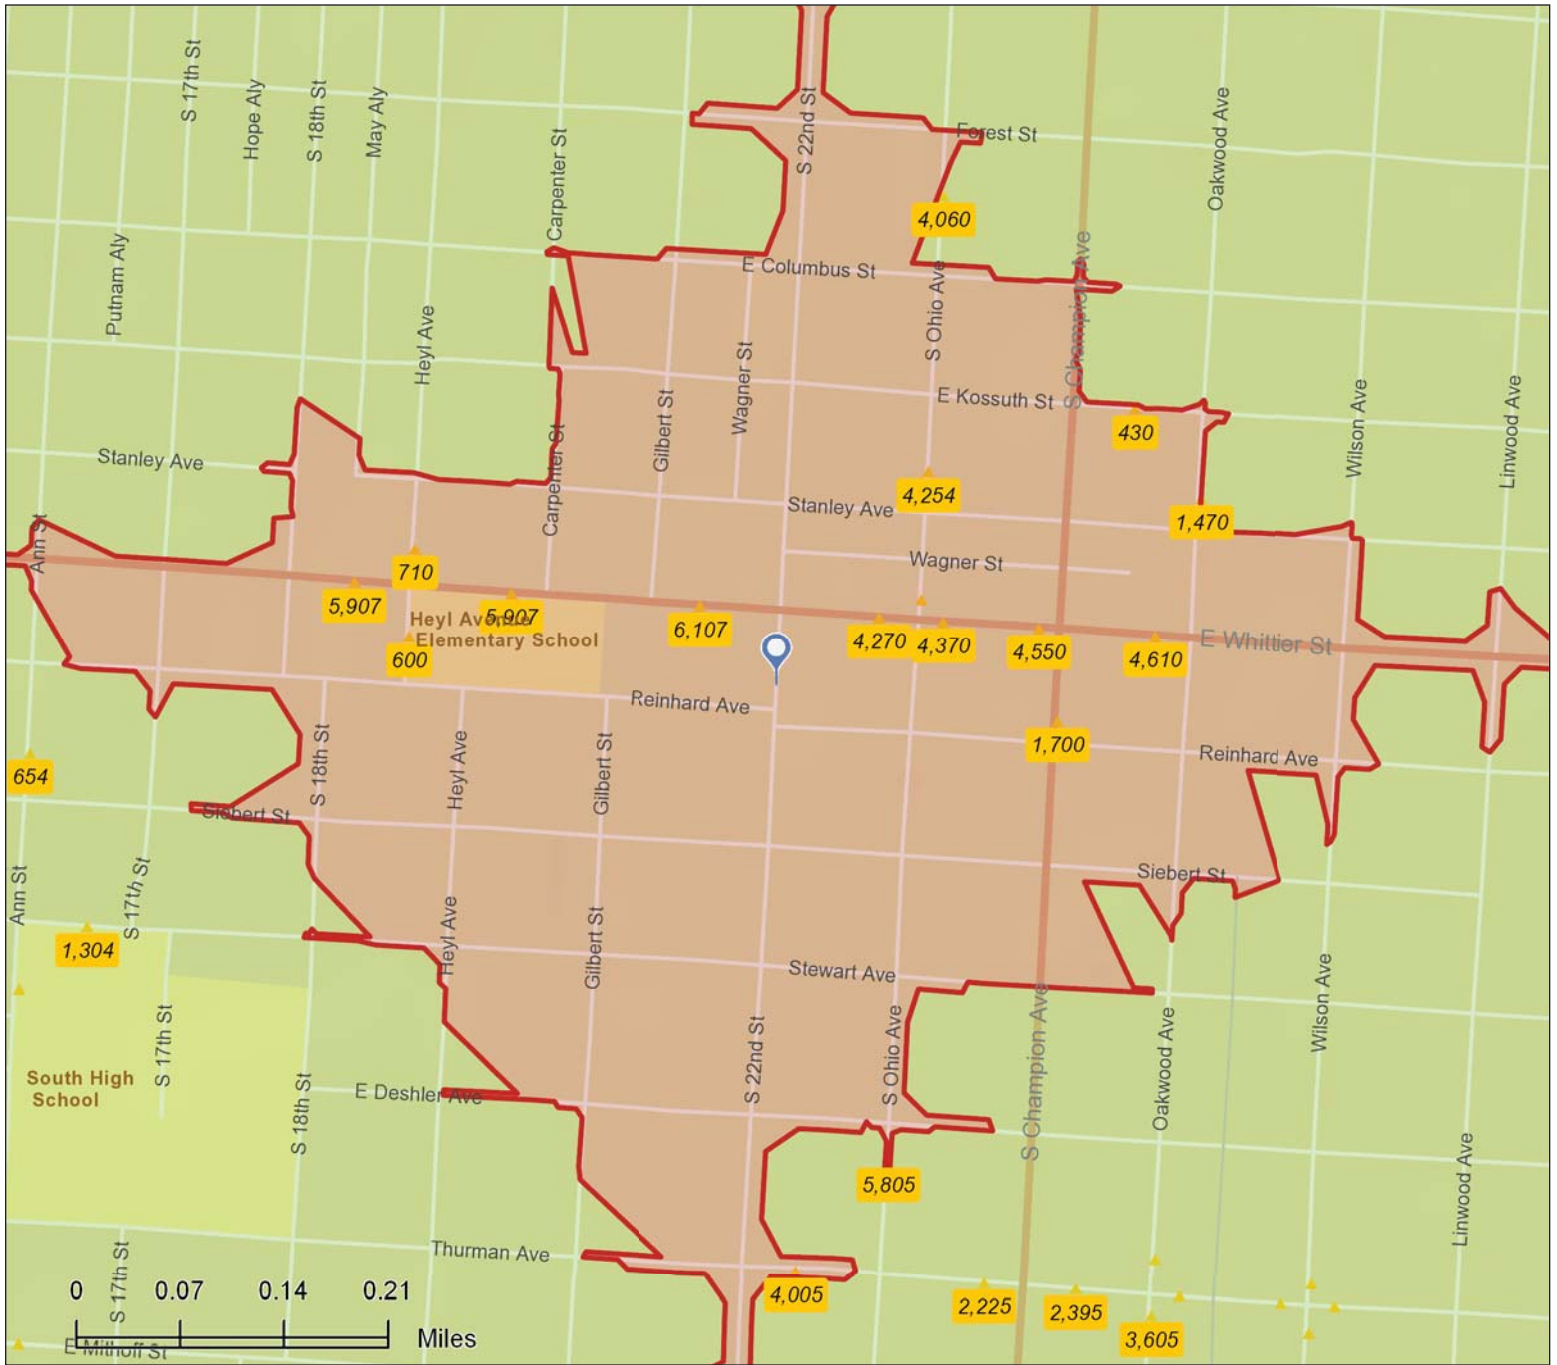 S 17th St
Hope Aly
S 18th St
May Aly
Carpenter St
S 22nd St
Forest St
Oakwood Ave
4,060
Putnam Aly
Heyl Ave
E Columbus St
S Ohio Ave
S Champion Ave
Wagner St
Gilbert St
E Kossuth St
430
Wilson Ave
Linwood Ave
Stanley Ave
Carpenter St
4,254
Stanley Ave
1,470
Ann St
Wagner St
710
5,907
5,907
Heyl Avenue
Elementary School
600
6,107
4,270
4,370
4,550
4,610
E Whittier St
Reinhard Ave
1,700
Reinhard Ave
654
S 18th St
Heyl Ave
Gilbert St
Siebert St
Siebert St
Ann St
S 17th St
1,304
Heyl Ave
Gilbert St
Stewart Ave
S 17th St
South High
School
S 18th St
E Deshler Ave
S 22nd St
S Ohio Ave
S Champion Ave
Oakwood Ave
Wilson Ave
Linwood Ave
5,805
Thurman Ave
4,005
2,225
2,395
3,605
S 17th St
0 0.07 0.14 0.21
Miles
E Mithoff St